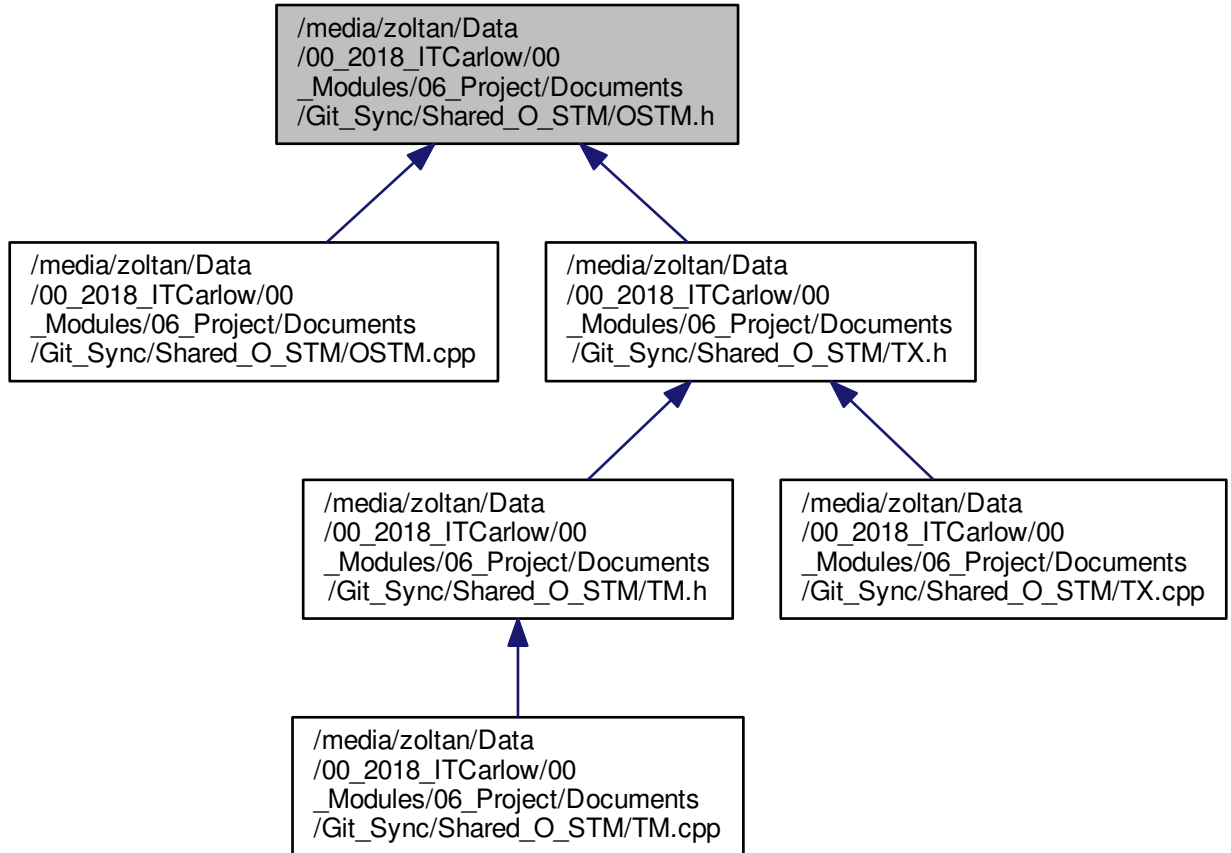 /media/zoltan/Data
/00_2018_ITCarlow/00
_Modules/06_Project/Documents
/Git_Sync/Shared_O_STM/OSTM.h
/media/zoltan/Data
/00_2018_ITCarlow/00
_Modules/06_Project/Documents
/Git_Sync/Shared_O_STM/OSTM.cpp
/media/zoltan/Data
/00_2018_ITCarlow/00
_Modules/06_Project/Documents
/Git_Sync/Shared_O_STM/TX.h
/media/zoltan/Data
/00_2018_ITCarlow/00
_Modules/06_Project/Documents
/Git_Sync/Shared_O_STM/TM.h
/media/zoltan/Data
/00_2018_ITCarlow/00
_Modules/06_Project/Documents
/Git_Sync/Shared_O_STM/TX.cpp
/media/zoltan/Data
/00_2018_ITCarlow/00
_Modules/06_Project/Documents
/Git_Sync/Shared_O_STM/TM.cpp